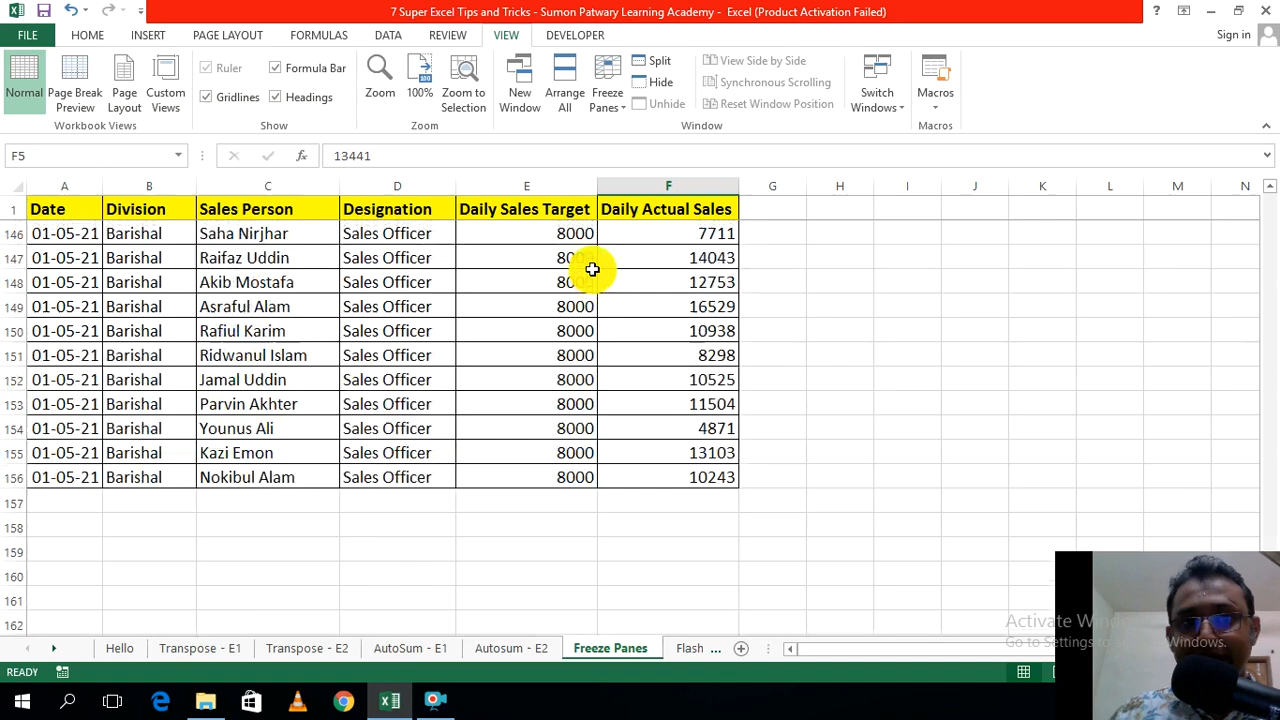 7 Super Excel Tips and Tricks - Sumon Patwary Learning Academy - Excel (Product Activation Failed)
FILE HOME INSERT PAGE LAYOUT FORMULAS DATA REVIEW VIEW DEVELOPER Sign in
Normal Page Break Preview Page Layout Custom Views
Workbook Views
Ruler Formula Bar
Gridlines Headings
Show
Zoom 100% Zoom to Selection
Zoom
New Window Arrange All Freeze Panes
Split
Hide
Unhide
View Side by Side
Synchronous Scrolling
Reset Window Position
Switch Windows
Window
Macros
Macros
F5 fx 13441
A B C D E F G H I J K L M N
1 Date Division Sales Person Designation Daily Sales Target Daily Actual Sales
146 01-05-21 Barishal Saha Nirjhar Sales Officer 8000 7711
147 01-05-21 Barishal Raifaz Uddin Sales Officer 8000 14043
148 01-05-21 Barishal Akib Mostafa Sales Officer 8000 12753
149 01-05-21 Barishal Asraful Alam Sales Officer 8000 16529
150 01-05-21 Barishal Rafiul Karim Sales Officer 8000 10938
151 01-05-21 Barishal Ridwanul Islam Sales Officer 8000 8298
152 01-05-21 Barishal Jamal Uddin Sales Officer 8000 10525
153 01-05-21 Barishal Parvin Akhter Sales Officer 8000 11504
154 01-05-21 Barishal Younus Ali Sales Officer 8000 4871
155 01-05-21 Barishal Kazi Emon Sales Officer 8000 13103
156 01-05-21 Barishal Nokibul Alam Sales Officer 8000 10243
157
158
159
160
161
162
Activate Windows
Go to Settings to activate Windows.
Hello Transpose - E1 Transpose - E2 AutoSum - E1 Autosum - E2 Freeze Panes Flash ...
READY